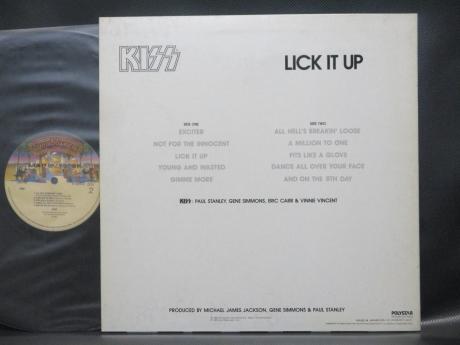 KISS
LICK IT UP
SIDE ONE
EXCITER
NOT FOR THE INNOCENT
LICK IT UP
YOUNG AND WASTED
GIMME MORE
SIDE TWO
ALL HELL'S BREAKIN' LOOSE
A MILLION TO ONE
FITS LIKE A GLOVE
DANCE ALL OVER YOUR FACE
AND ON THE 8TH DAY
KISS: PAUL STANLEY, GENE SIMMONS, ERIC CARR & VINNIE VINCENT
2
PRODUCED BY MICHAEL JAMES JACKSON, GENE SIMMONS & PAUL STANLEY
POLYSTAR